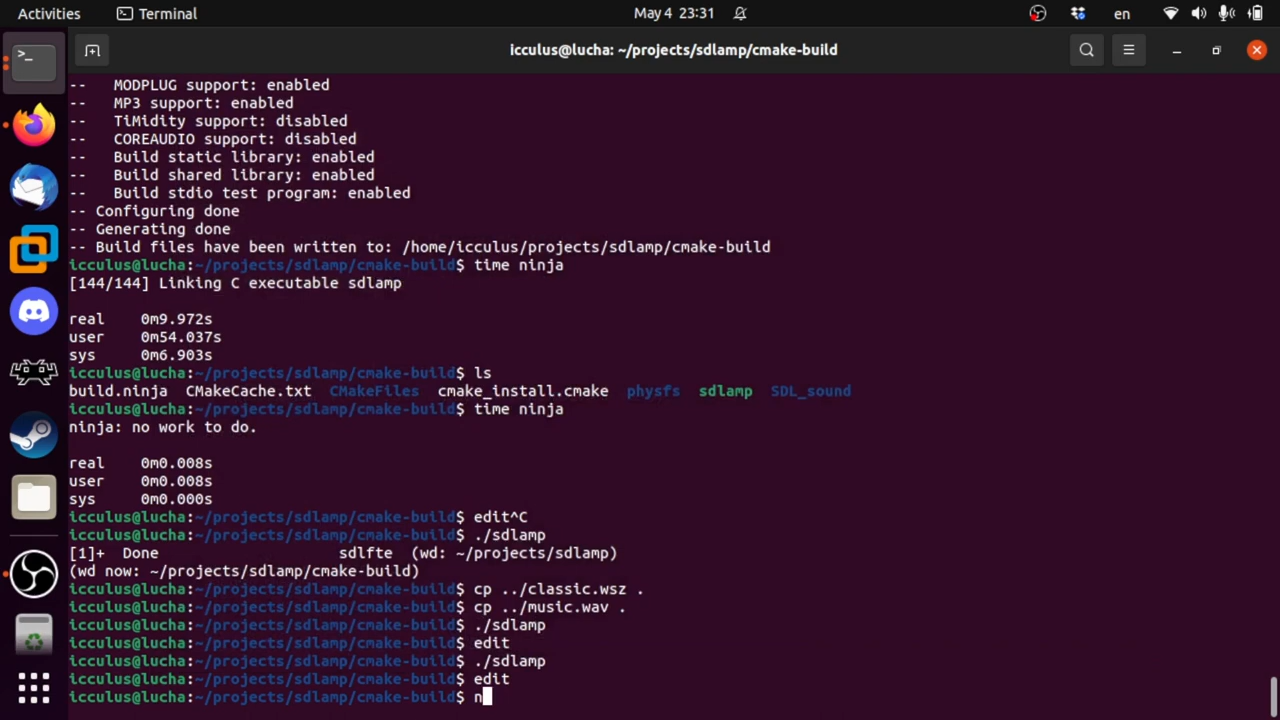 Activities
Terminal
May 4 23:31
en
icculus@lucha: ~/projects/sdlamp/cmake-build
-- MODPLUG support: enabled
-- MP3 support: enabled
-- TiMidity support: disabled
-- COREAUDIO support: disabled
-- Build static library: enabled
-- Build shared library: enabled
-- Build stdio test program: enabled
-- Configuring done
-- Generating done
-- Build files have been written to: /home/icculus/projects/sdlamp/cmake-build
icculus@lucha:~/projects/sdlamp/cmake-build$ time ninja
[144/144] Linking C executable sdlamp
real 0m9.972s
user 0m54.037s
sys 0m6.903s
icculus@lucha:~/projects/sdlamp/cmake-build$ ls
build.ninja CMakeCache.txt CMakeFiles cmake_install.cmake physfs sdlamp SDL_sound
icculus@lucha:~/projects/sdlamp/cmake-build$ time ninja
ninja: no work to do.
real 0m0.008s
user 0m0.008s
sys 0m0.000s
icculus@lucha:~/projects/sdlamp/cmake-build$ edit^C
icculus@lucha:~/projects/sdlamp/cmake-build$ ./sdlamp
[1]+ Done sdlfte (wd: ~/projects/sdlamp)
(wd now: ~/projects/sdlamp/cmake-build)
icculus@lucha:~/projects/sdlamp/cmake-build$ cp ../classic.wsz .
icculus@lucha:~/projects/sdlamp/cmake-build$ cp ../music.wav .
icculus@lucha:~/projects/sdlamp/cmake-build$ ./sdlamp
icculus@lucha:~/projects/sdlamp/cmake-build$ edit
icculus@lucha:~/projects/sdlamp/cmake-build$ ./sdlamp
icculus@lucha:~/projects/sdlamp/cmake-build$ edit
icculus@lucha:~/projects/sdlamp/cmake-build$ n